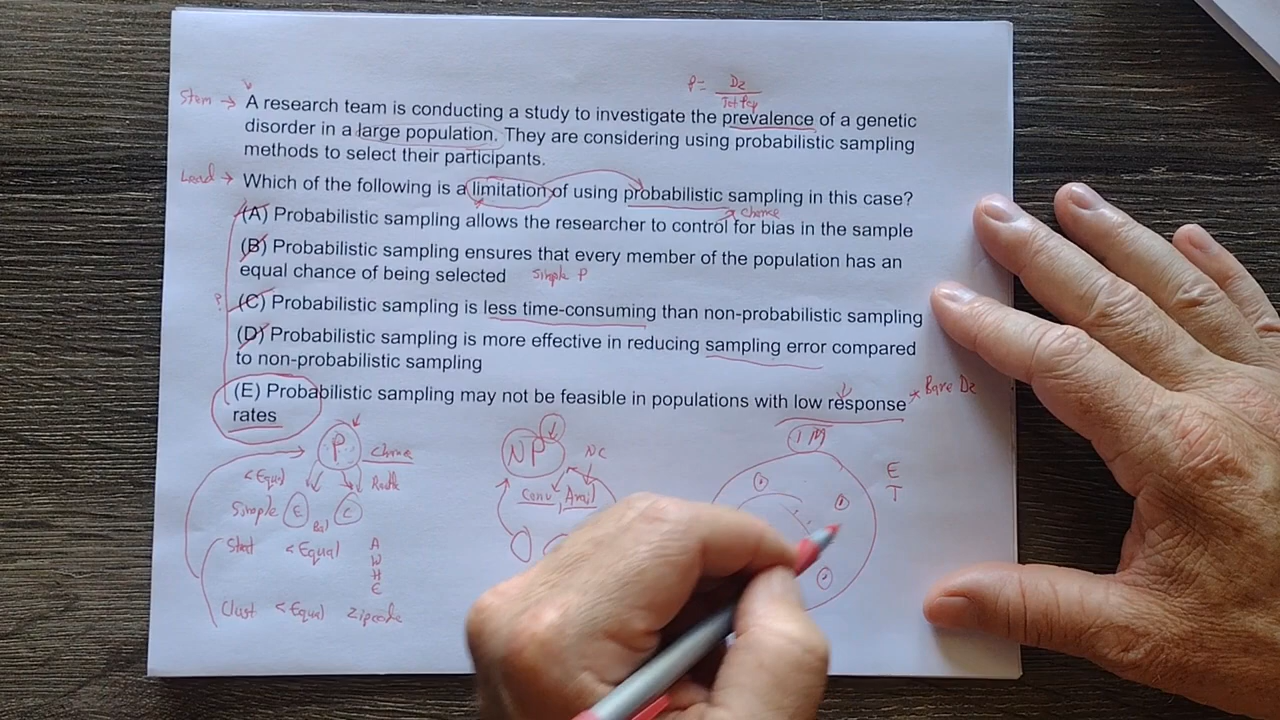 P = Dz
Tot Pop
Stem → A research team is conducting a study to investigate the prevalence of a genetic
disorder in a large population. They are considering using probabilistic sampling
methods to select their participants.
Lead → Which of the following is a limitation of using probabilistic sampling in this case?
(A) Probabilistic sampling allows the researcher to control for bias in the sample
(B) Probabilistic sampling ensures that every member of the population has an
equal chance of being selected Simple P
? (C) Probabilistic sampling is less time-consuming than non-probabilistic sampling
(D) Probabilistic sampling is more effective in reducing sampling error compared
to non-probabilistic sampling
(E) Probabilistic sampling may not be feasible in populations with low response * Rare Dz
rates
P Chance NP NC 1 M
< Equal Conv, Avail E
Simple E C T
Strat < Equal A
W
H
E
Clust < Equal Zipcode